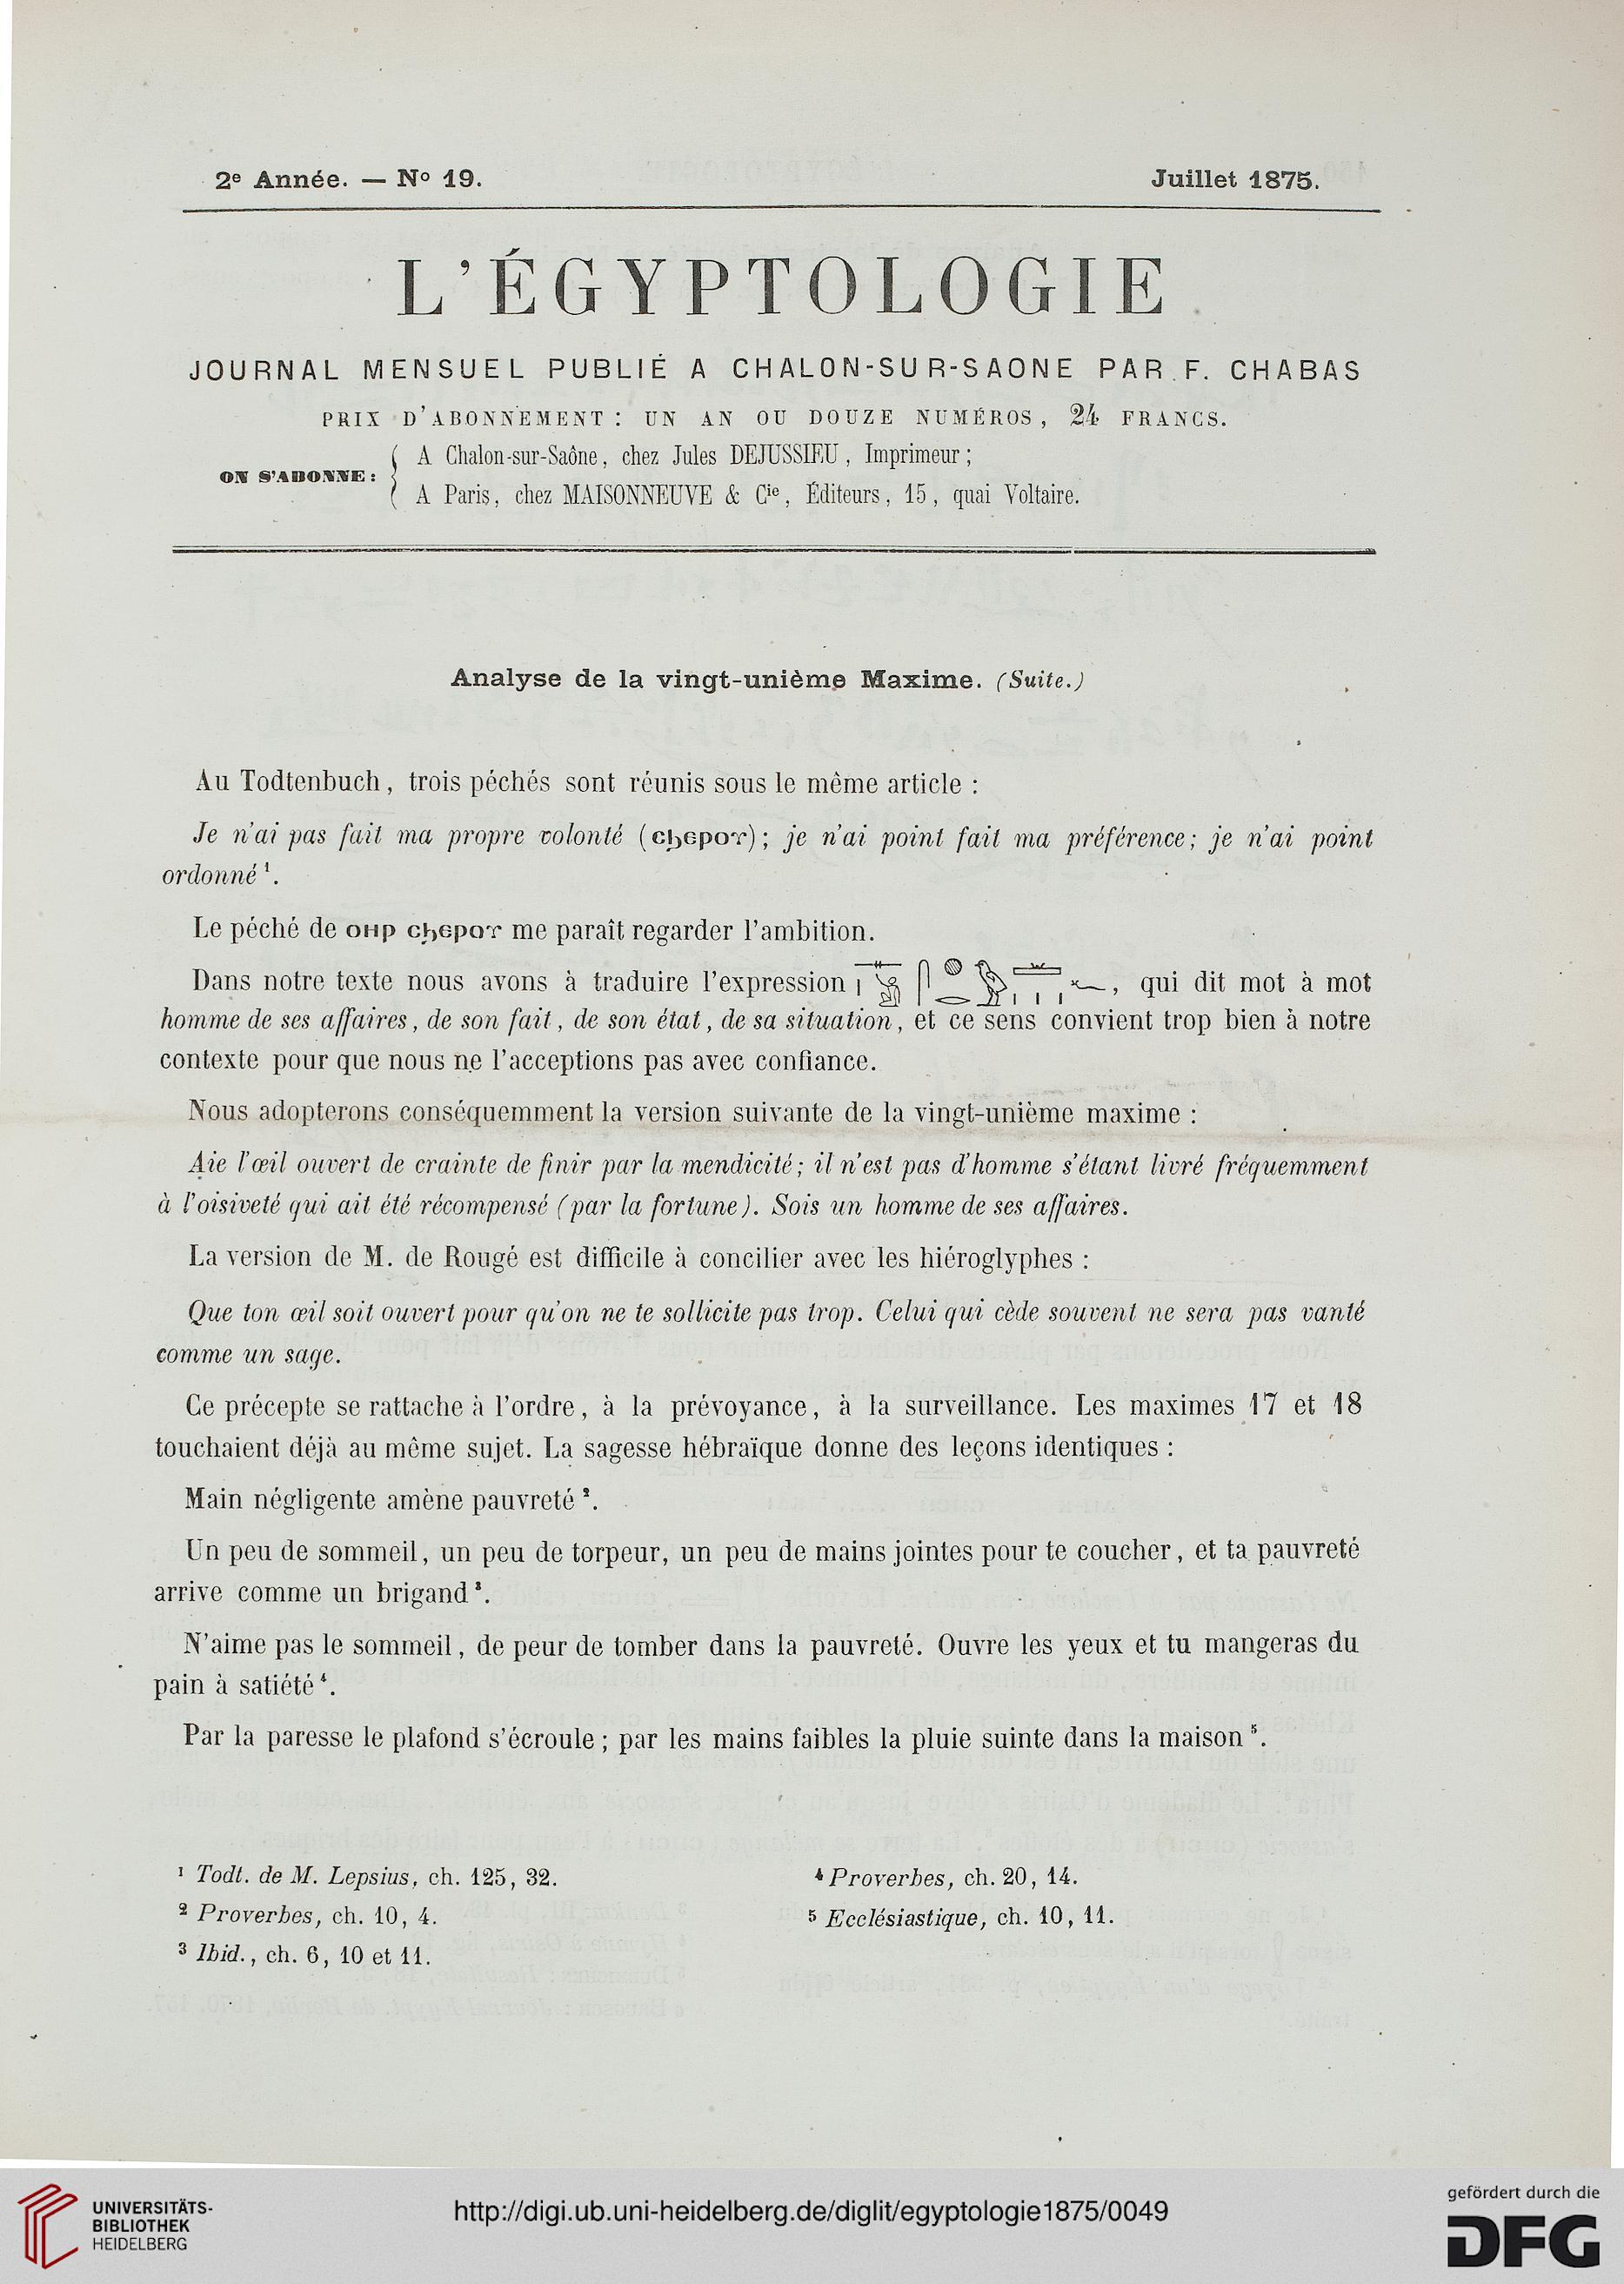 2e Année. — No 19.
Juillet 1875.
L'ÉGYPTOLOGIE
JOURNAL MENSUEL PUBLIÉ A CHALON-SUR-SAONE PAR F. CHABAS
PRIX D'ABONNEMENT : UN AN OU DOUZE NUMÉROS, 24 FRANCS.
ON S'ABONNE :
A Chalon-sur-Saône, chez Jules DEJUSSIEU, Imprimeur ;
A Paris, chez MAISONNEUVE & Cie, Éditeurs, 15, quai Voltaire.
Analyse de la vingt-unième Maxime. (Suite.)
Au Todtenbuch, trois péchés sont réunis sous le même article :
Je n'ai pas fait ma propre volonté (ⲥϧⲉⲣⲟⲩ) ; je n'ai point fait ma préférence ; je n'ai point
ordonné ¹.
Le péché de ⲟⲏⲣ ⲥϧⲉⲣⲟⲩ me paraît regarder l'ambition.
Dans notre texte nous avons à traduire l'expression , qui dit mot à mot
homme de ses affaires, de son fait, de son état, de sa situation, et ce sens convient trop bien à notre
contexte pour que nous ne l'acceptions pas avec confiance.
Nous adopterons conséquemment la version suivante de la vingt-unième maxime :
Aie l'œil ouvert de crainte de finir par la mendicité ; il n'est pas d'homme s'étant livré fréquemment
à l'oisiveté qui ait été récompensé (par la fortune). Sois un homme de ses affaires.
La version de M. de Rougé est difficile à concilier avec les hiéroglyphes :
Que ton œil soit ouvert pour qu'on ne te sollicite pas trop. Celui qui cède souvent ne sera pas vanté
comme un sage.
Ce précepte se rattache à l'ordre, à la prévoyance, à la surveillance. Les maximes 17 et 18
touchaient déjà au même sujet. La sagesse hébraïque donne des leçons identiques :
Main négligente amène pauvreté ².
Un peu de sommeil, un peu de torpeur, un peu de mains jointes pour te coucher, et ta pauvreté
arrive comme un brigand ³.
N'aime pas le sommeil, de peur de tomber dans la pauvreté. Ouvre les yeux et tu mangeras du
pain à satiété ⁴.
Par la paresse le plafond s'écroule ; par les mains faibles la pluie suinte dans la maison ⁵.
¹ Todt. de M. Lepsius, ch. 125, 32.
² Proverbes, ch. 10, 4.
³ Ibid., ch. 6, 10 et 11.
⁴ Proverbes, ch. 20, 14.
⁵ Ecclésiastique, ch. 10, 11.
UNIVERSITÄTS-
BIBLIOTHEK
HEIDELBERG
http://digi.ub.uni-heidelberg.de/diglit/egyptologie1875/0049
gefördert durch die
DFG